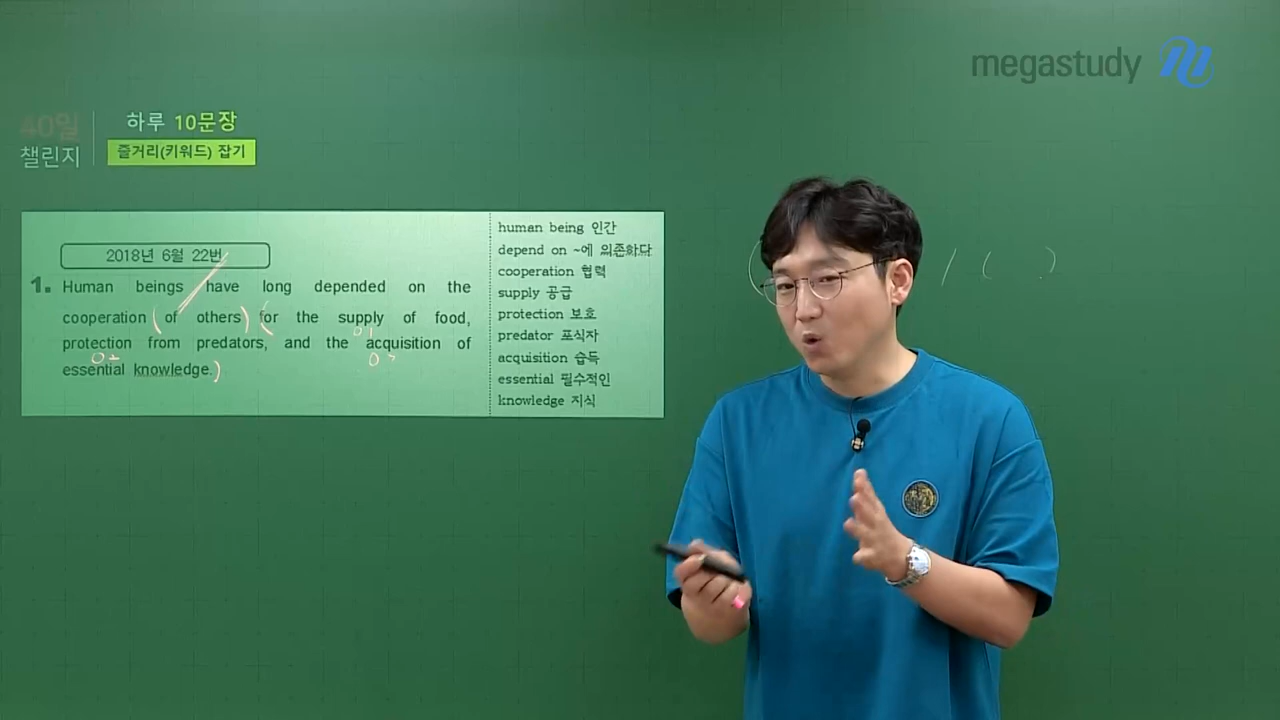 megastudy
40일
챌린지
하루 10문장
줄거리(키워드) 잡기
2018년 6월 22번
1. Human beings have long depended on the
cooperation (of others) (for the supply of food,
protection from predators, and the acquisition of
essential knowledge.)
human being 인간
depend on ~에 의존하다
cooperation 협력
supply 공급
protection 보호
predator 포식자
acquisition 습득
essential 필수적인
knowledge 지식